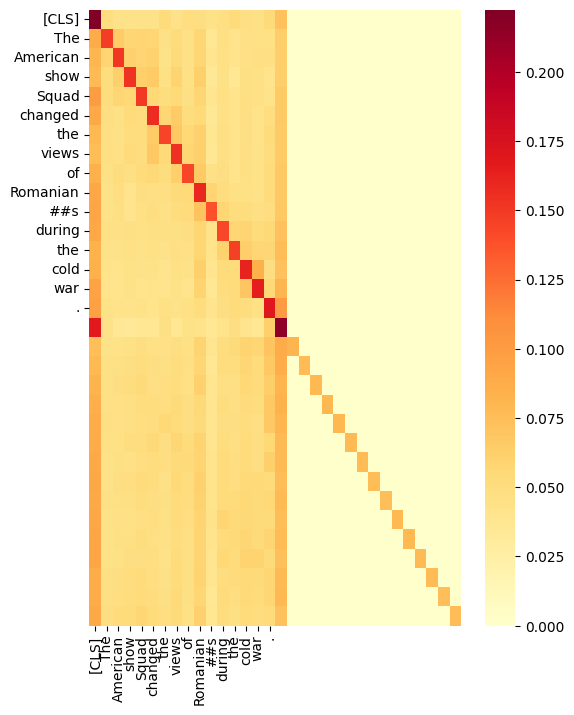 [CLS]
The
American
show
Squad
changed
the
views
of
Romanian
##s
during
the
cold
war
.
0.200
0.175
0.150
0.125
0.100
0.075
0.050
0.025
0.000
[CLS]
The
American
show
Squad
changed
the
views
of
Romanian
##s
during
the
cold
war
.